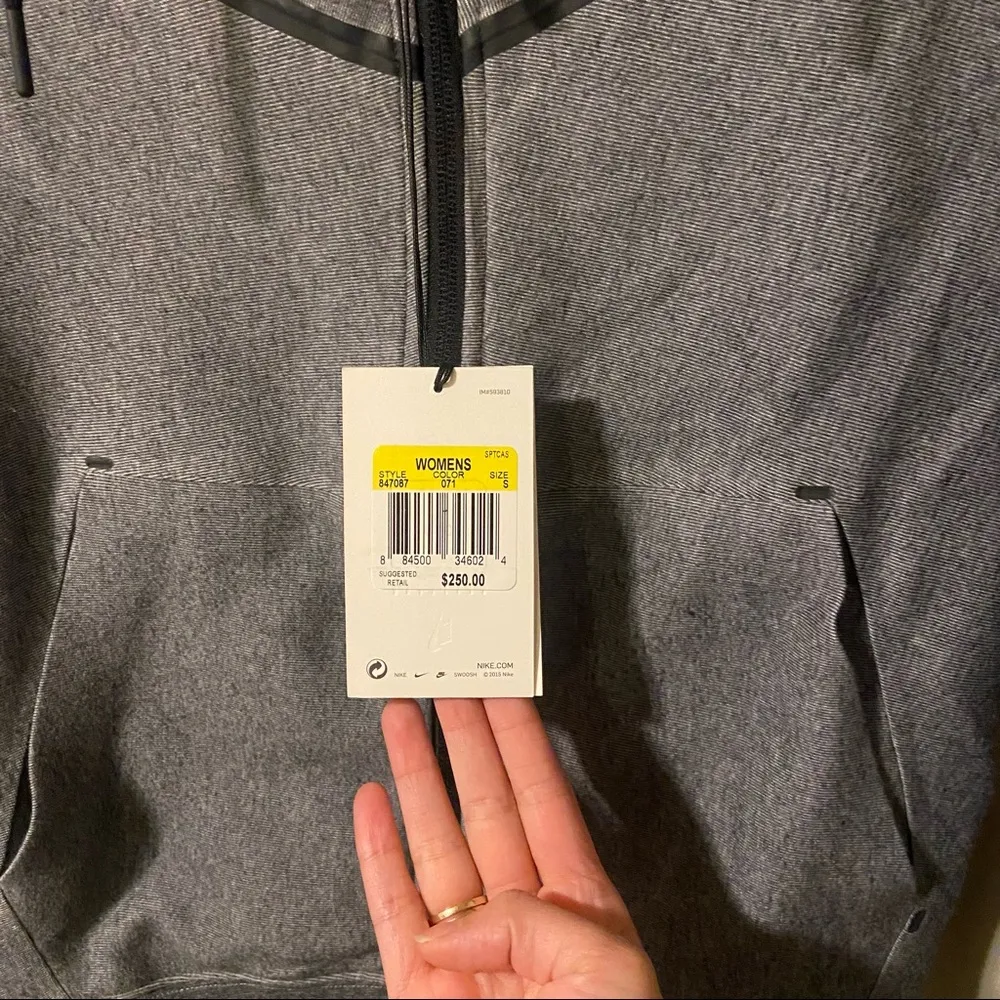 IM#593810
SPTCAS
WOMENS
STYLE COLOR SIZE
847087 071 S
8 84500 34602 4
SUGGESTED
RETAIL $250.00
NIKE.COM
NIKE SWOOSH © 2015 Nike